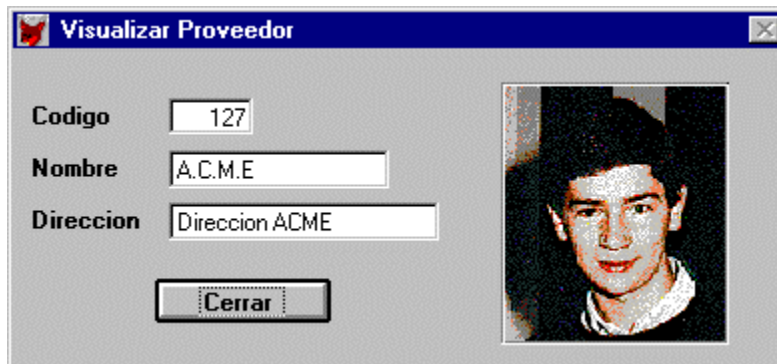 Visualizar Proveedor
Codigo 127
Nombre A.C.M.E
Direccion Direccion ACME
Cerrar